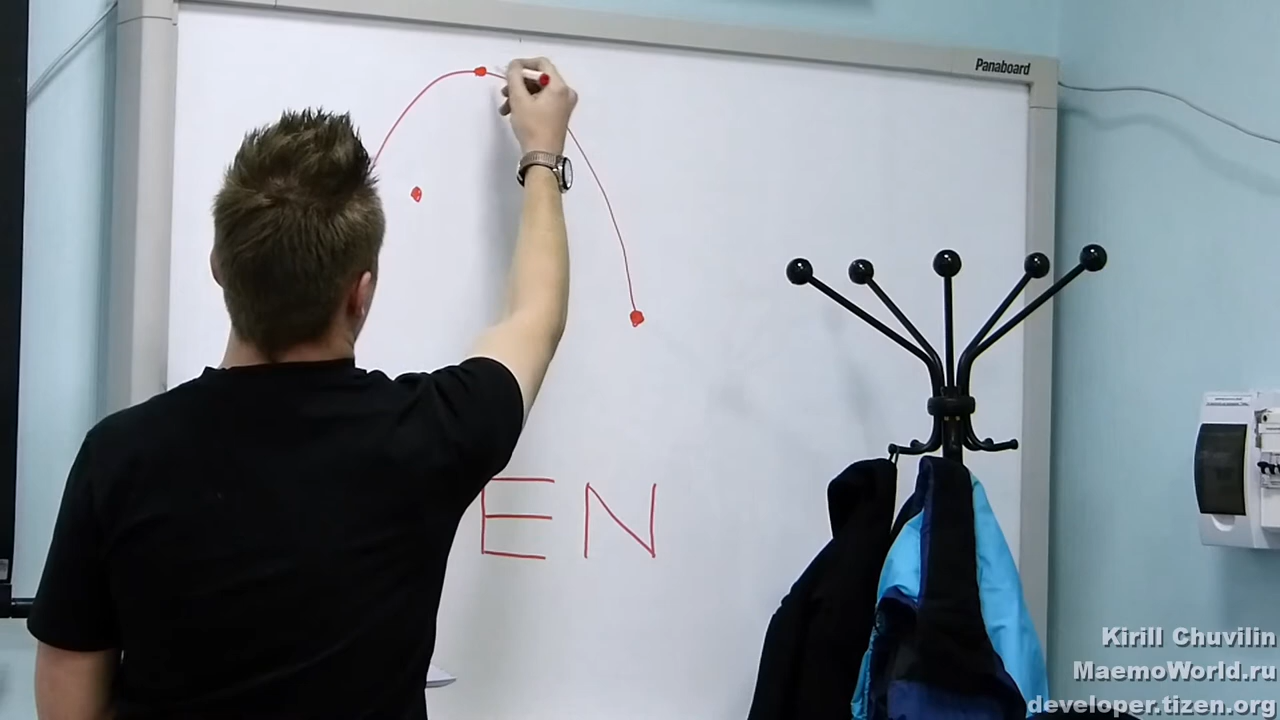 Panaboard
EN
Kirill Chuvilin
MaemoWorld.ru
developer.tizen.org